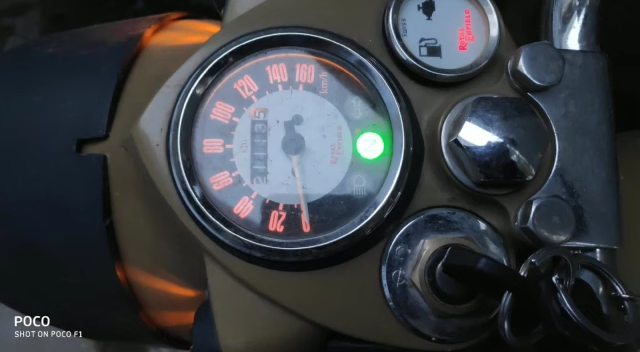 0
20
40
60
80
100
120
140
160
km/h
ROYAL
ENFIELD
N
RESET
ROYAL
ENFIELD
POCO
SHOT ON POCO F1